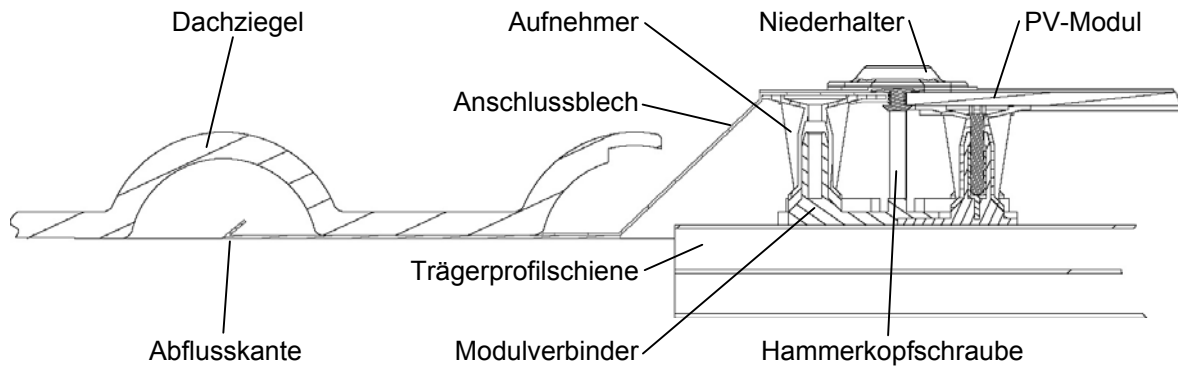 Dachziegel
Aufnehmer
Niederhalter
PV-Modul
Anschlussblech
Trägerprofilschiene
Abflusskante
Modulverbinder
Hammerkopfschraube